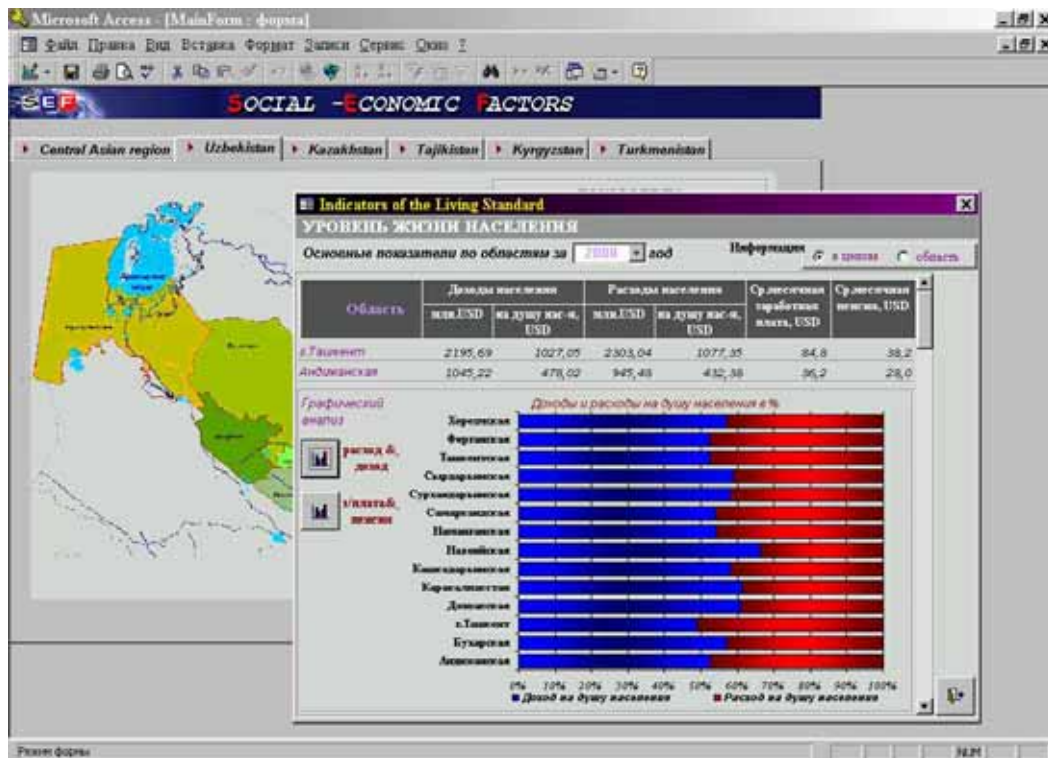 Microsoft Access - [MainForm : форма]
Файл Правка Вид Вставка Формат Записи Сервис Окно ?
SEF SOCIAL -ECONOMIC FACTORS
Central Asian region Uzbekistan Kazakhstan Tajikistan Kyrgyzstan Turkmenistan
Indicators of the Living Standard
УРОВЕНЬ ЖИЗНИ НАСЕЛЕНИЯ
Основные показатели по областям за 2000 год Информация в целом область
Область Доходы населения Расходы населения Ср.месячная заработная плата, USD Ср.месячная пенсия, USD
млн.USD на душу нас-я, USD млн.USD на душу нас-я, USD
г.Ташкент 2195,69 1027,05 2303,04 1077,35 84,8 38,2
Андижанская 1045,22 478,02 945,43 432,38 36,2 28,0
Графический анализ
Доходы и расходы на душу населения в %
расход & доход
з/плата& пенсия
Хорезмская
Ферганская
Ташкентская
Сырдарьинская
Сурхандарьинская
Самаркандская
Наманганская
Навоийская
Кашкадарьинская
Каракалпакстан
Джизакская
г.Ташкент
Бухарская
Андижанская
0% 10% 20% 30% 40% 50% 60% 70% 80% 90% 100%
Доход на душу населения Расход на душу населения
Режим формы NUM